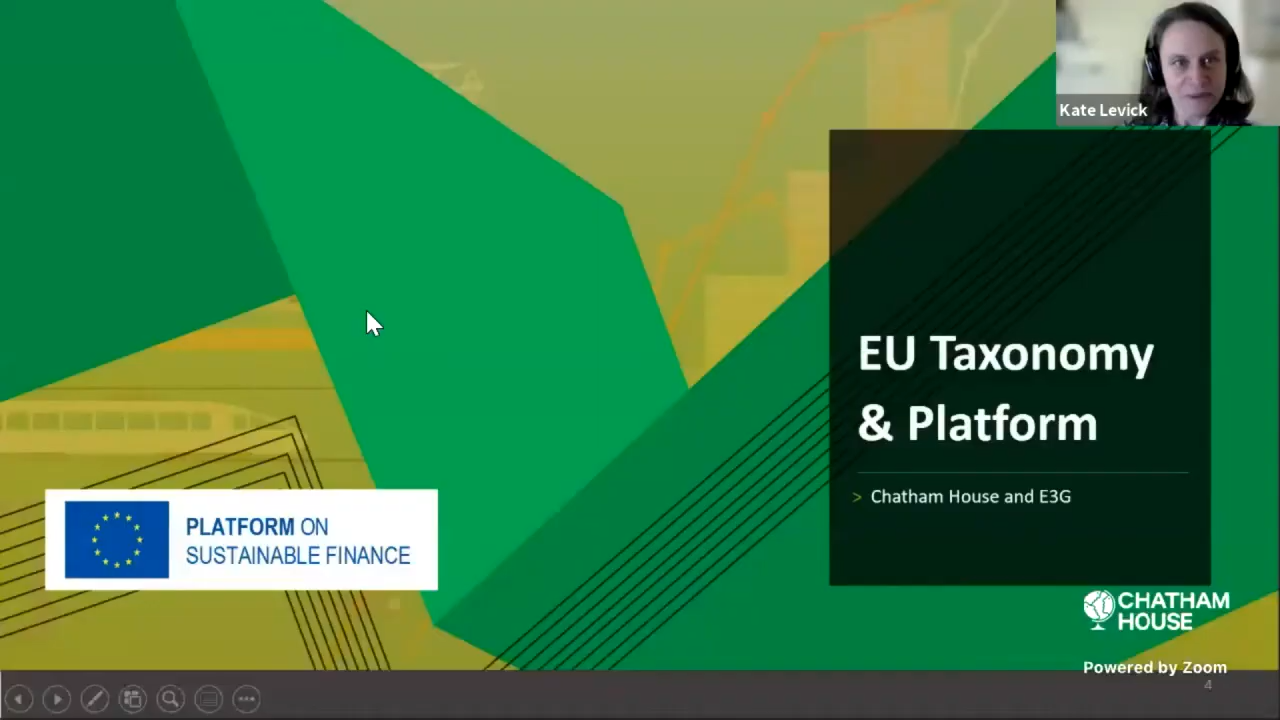 Kate Levick
EU Taxonomy
& Platform
> Chatham House and E3G
PLATFORM ON
SUSTAINABLE FINANCE
CHATHAM
HOUSE
Powered by Zoom
4